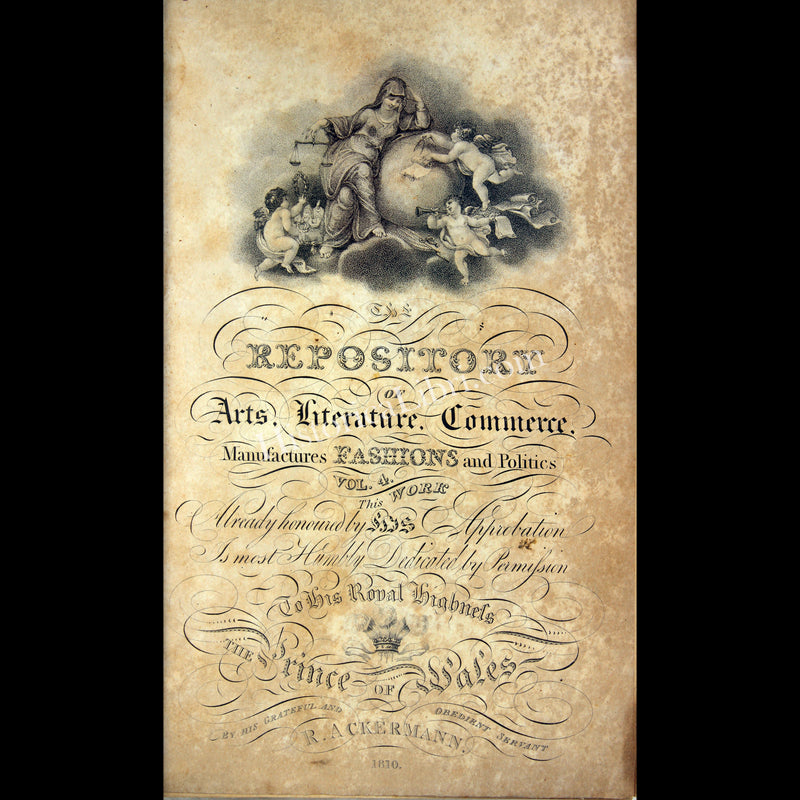 THE
REPOSITORY
OF
Arts, Literature, Commerce,
Manufactures FASHIONS and Politics
VOL. 4.
This WORK
Already honoured by HIS Approbation
Is most Humbly Dedicated by Permiſsion
To His Royal Highneſs
THE Prince OF Wales
BY HIS GRATEFUL AND OBEDIENT SERVANT
R. ACKERMANN.
1810.